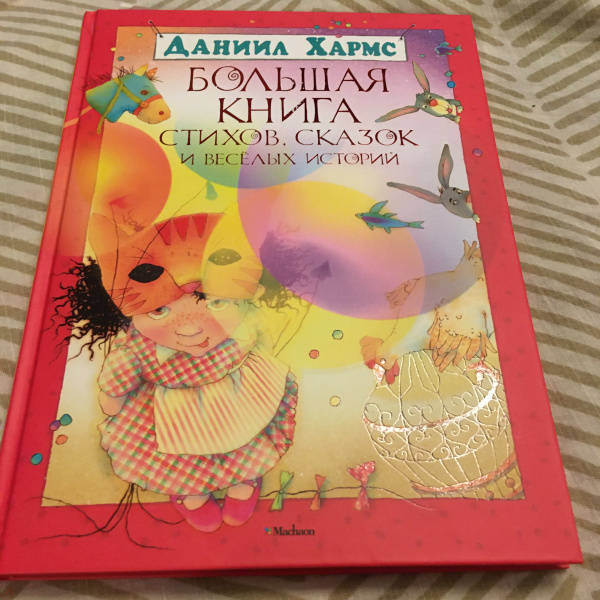 Даниил Хармс
БОЛЬШАЯ
КНИГА
СТИХОВ, СКАЗОК
И ВЕСЁЛЫХ ИСТОРИЙ
Machaon